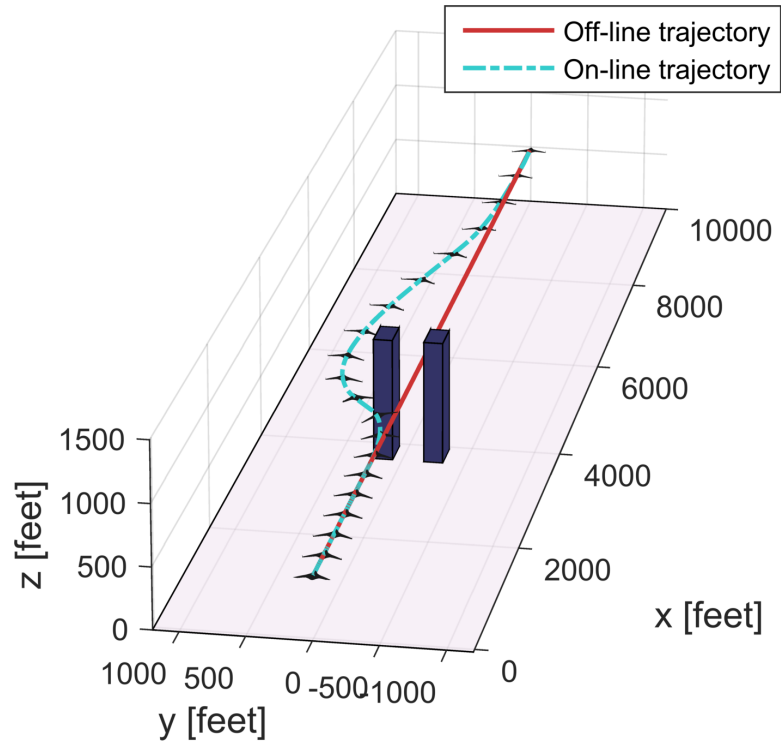 Off-line trajectory
On-line trajectory
10000
8000
6000
4000
2000
0
x [feet]
1500
1000
500
0
z [feet]
1000 500 0 -500 -1000
y [feet]